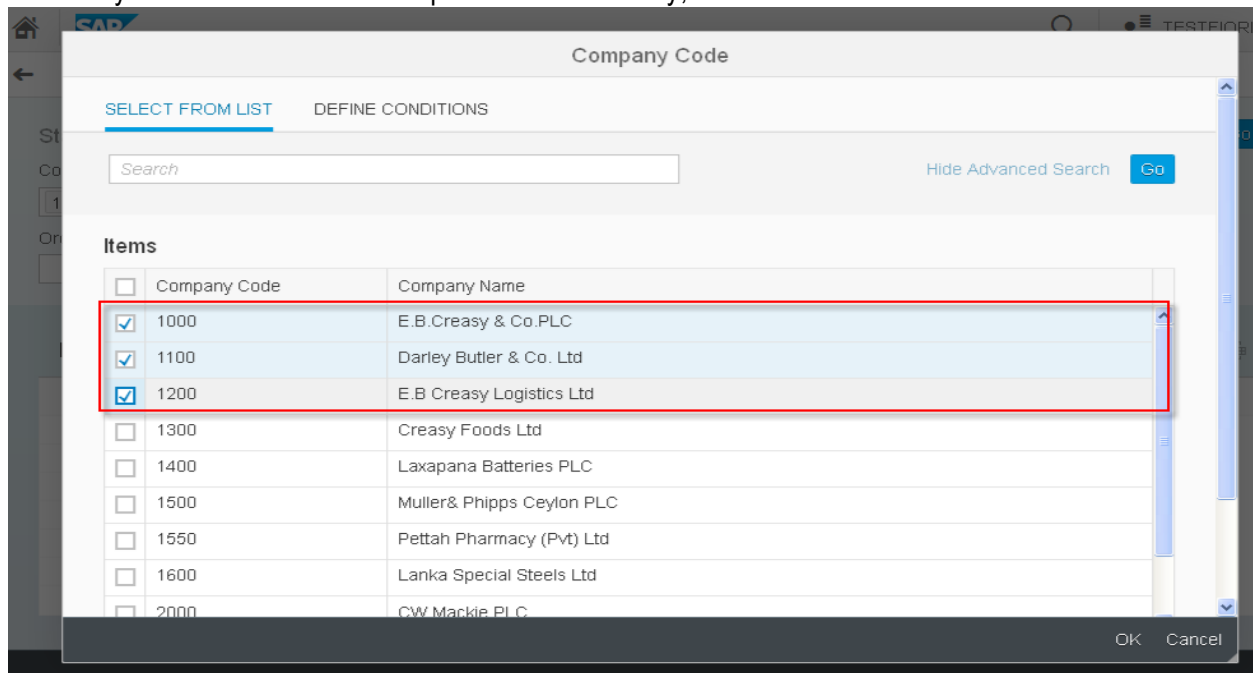 SAP
TESTFIORI
Company Code
SELECT FROM LIST DEFINE CONDITIONS
Search Hide Advanced Search Go
Items
Company Code Company Name
1000 E.B.Creasy & Co.PLC
1100 Darley Butler & Co. Ltd
1200 E.B Creasy Logistics Ltd
1300 Creasy Foods Ltd
1400 Laxapana Batteries PLC
1500 Muller& Phipps Ceylon PLC
1550 Pettah Pharmacy (Pvt) Ltd
1600 Lanka Special Steels Ltd
2000 CW Mackie PLC
OK Cancel